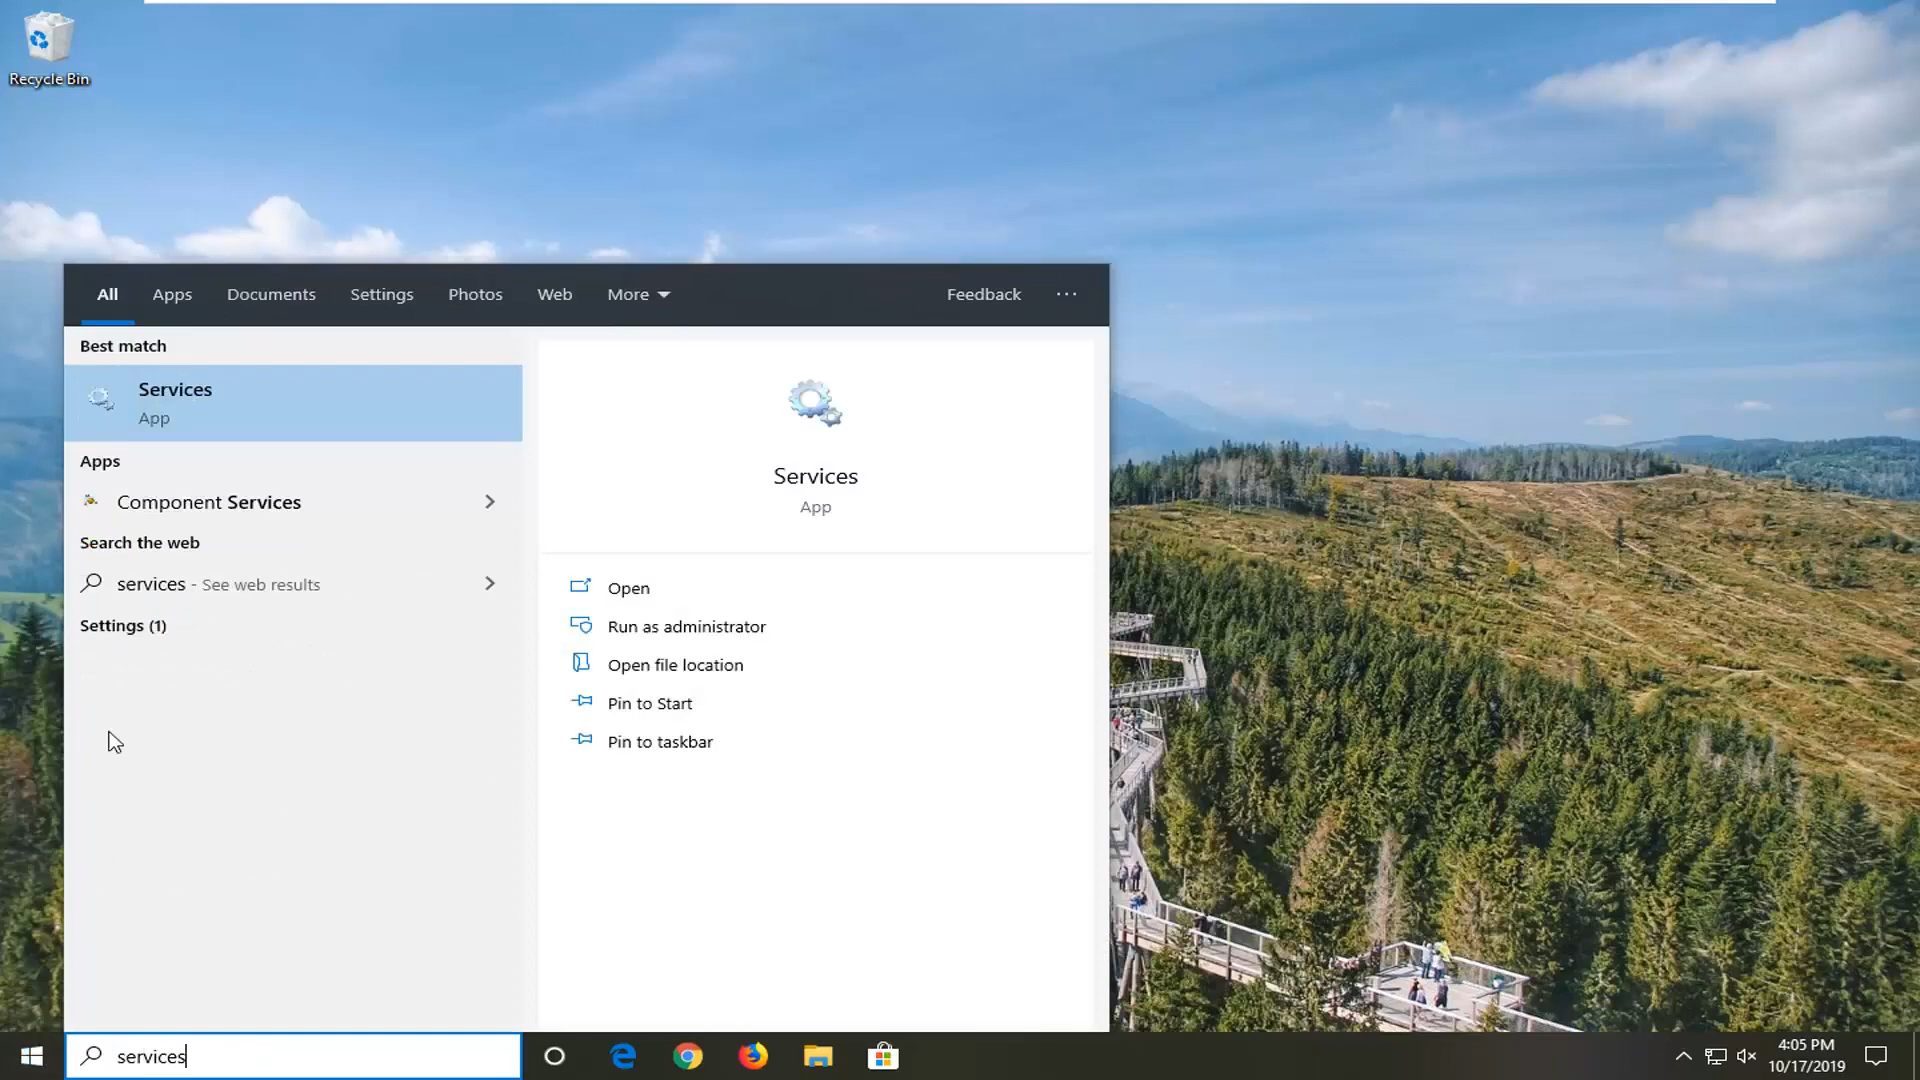 Recycle Bin
All Apps Documents Settings Photos Web More Feedback ...
Best match
Services
App
Apps
Component Services
Search the web
services - See web results
Settings (1)
Services
App
Open
Run as administrator
Open file location
Pin to Start
Pin to taskbar
services
4:05 PM
10/17/2019